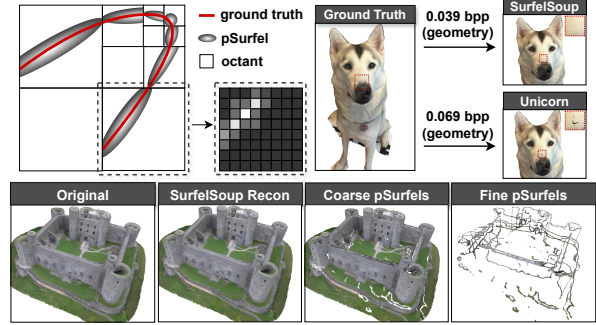 ground truth
pSurfel
octant
Ground Truth
0.039 bpp
(geometry)
SurfelSoup
0.069 bpp
(geometry)
Unicorn
Original
SurfelSoup Recon
Coarse pSurfels
Fine pSurfels